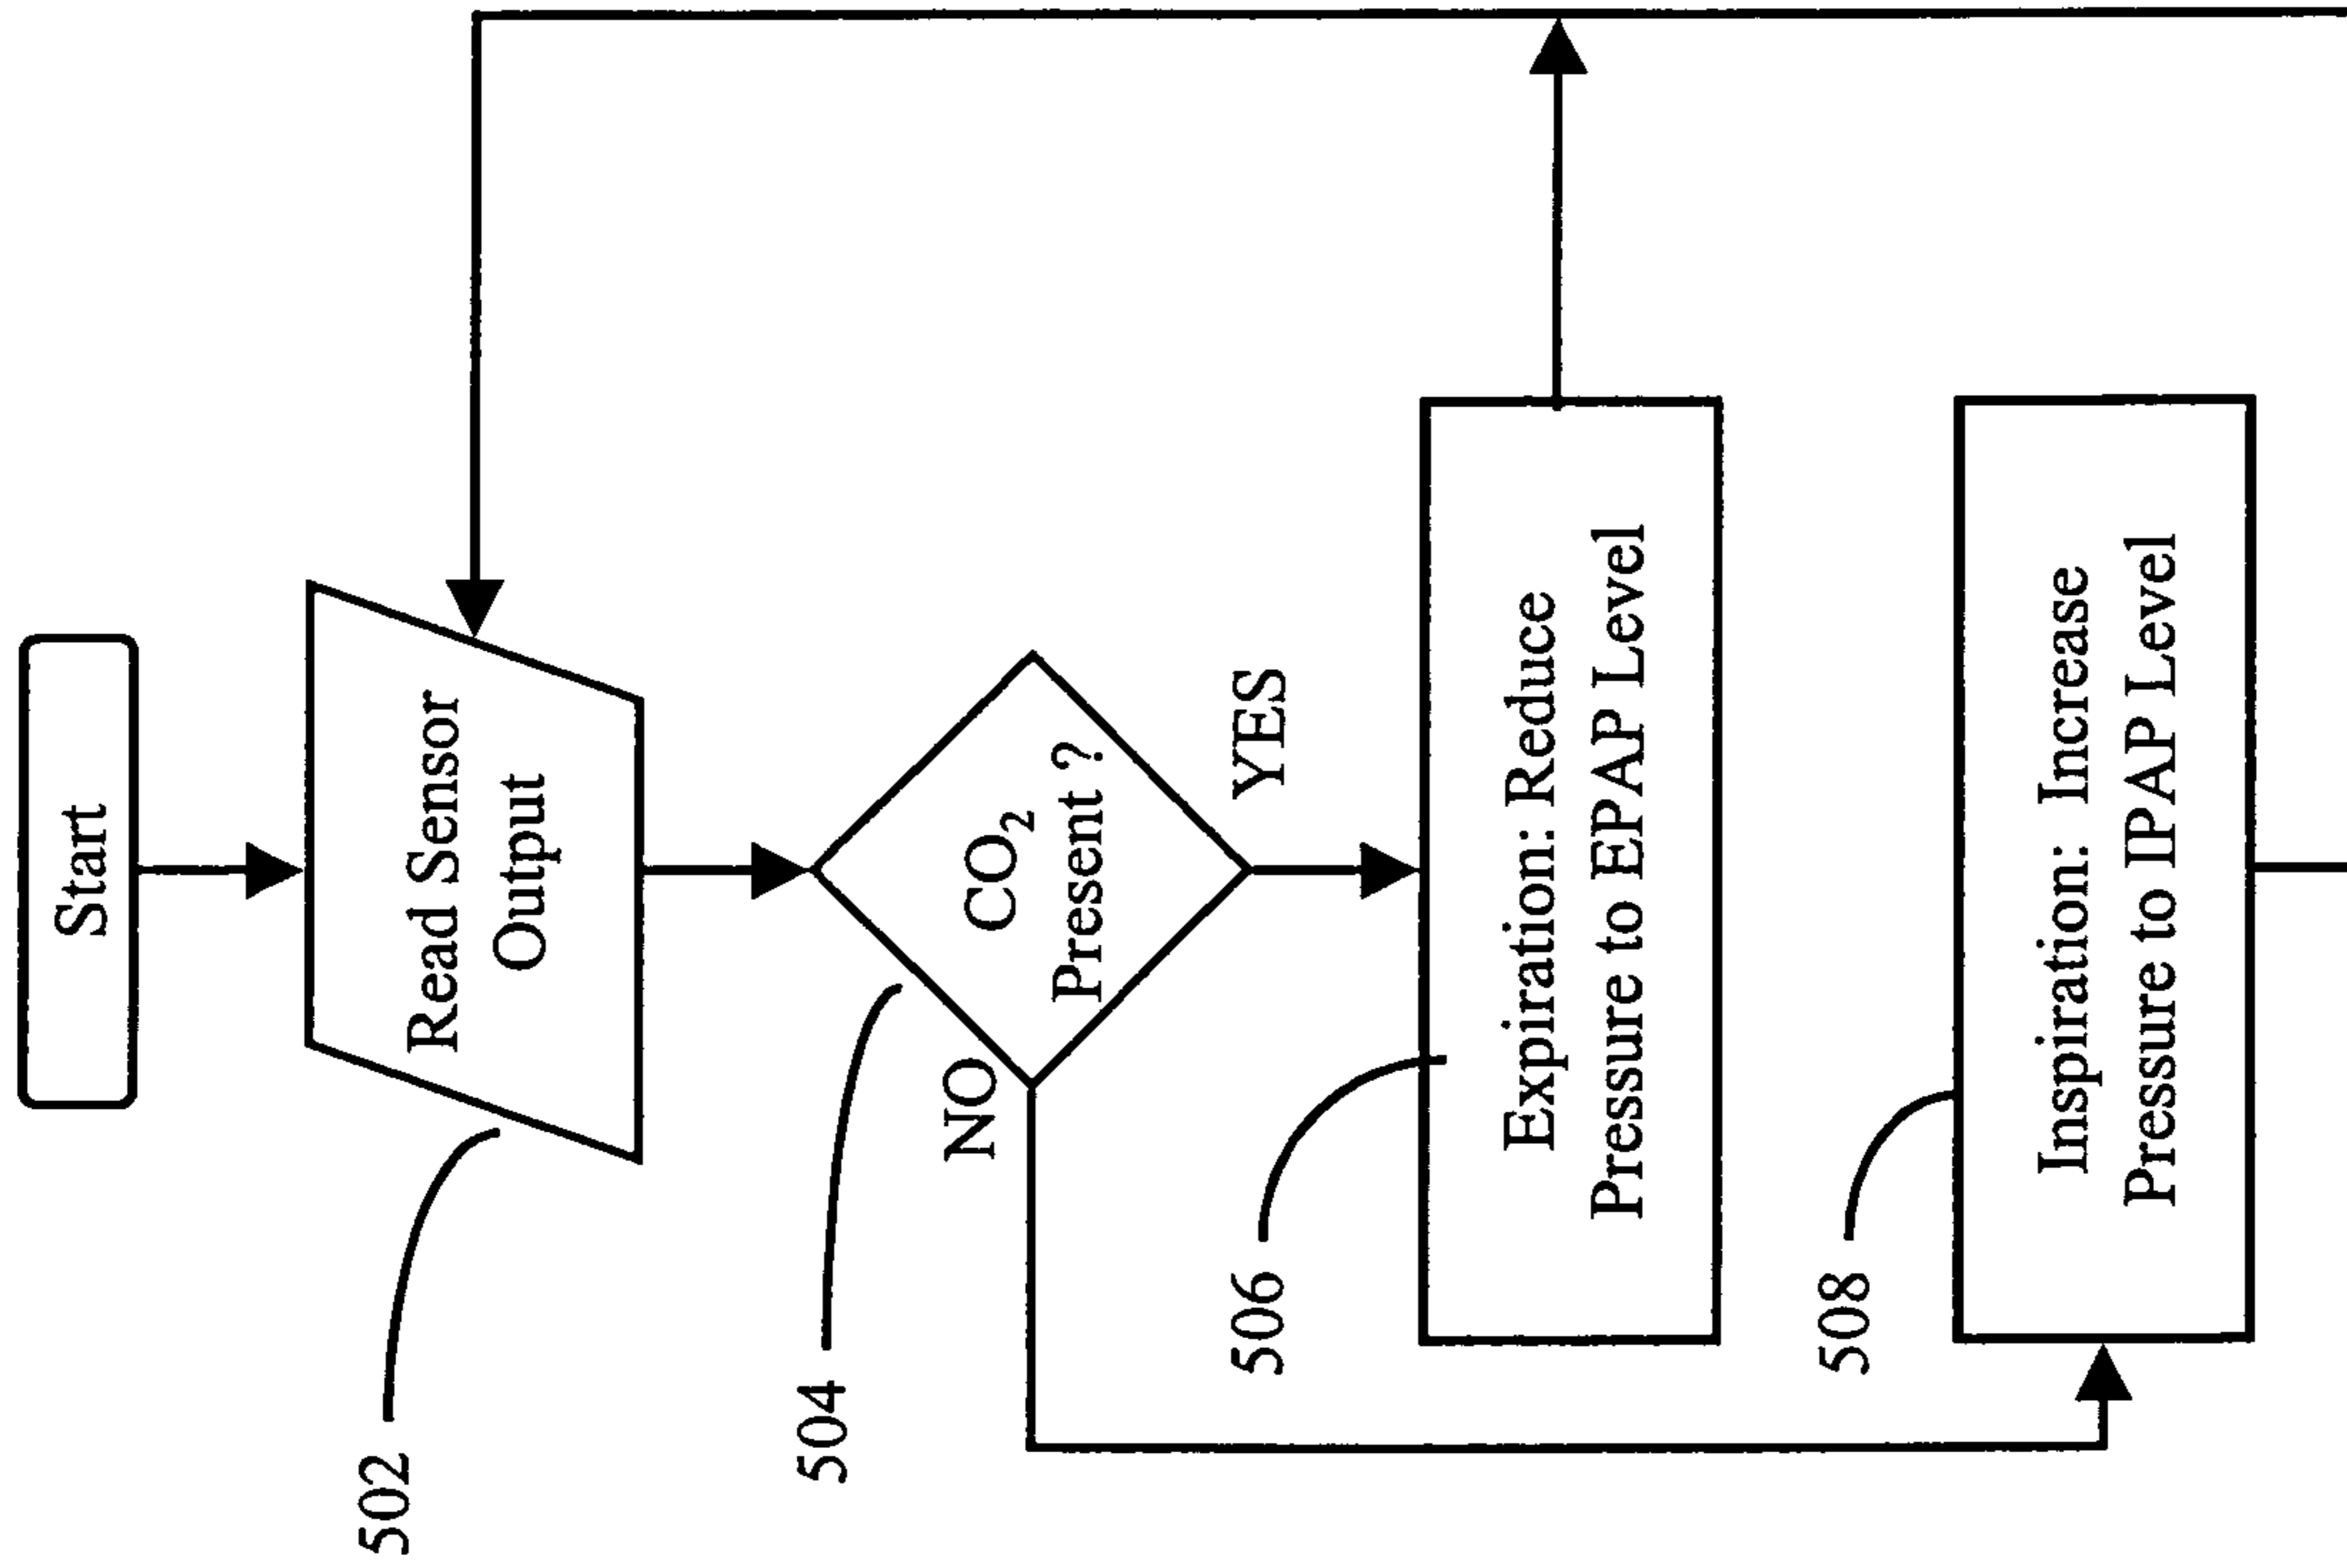 Start
502
Read Sensor
Output
504
CO₂
Present ?
NO
YES
506
Expiration: Reduce
Pressure to EPAP Level
508
Inspiration: Increase
Pressure to IPAP Level